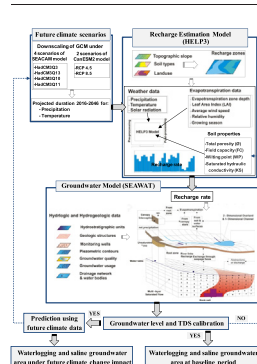 Future climate scenarios
Downscaling of GCM under
4 scenarios of SEACAM model
2 scenarios of CanESM2 model
-HadCM3Q3
-HadCM3Q13
-HadCM3Q10
-HadCM3Q11
-RCP 4.5
-RCP 8.5
Projected duration 2016-2046 for:
- Precipitation
- Temperature
Recharge Estimation Model
(HELP3)
Topographic slope
Soil types
Landuse
Recharge zones
Weather data
Precipitation
Temperature
Solar radiation
Evapotranspiration data
Evapotranspiration zone depth
Leaf Area Index (LAI)
Average wind speed
Relative humidity
Growing season
HELP3 Model
Soil properties
Total porosity (Ø)
Field capacity (FC)
Wilting point (WP)
Saturated hydraulic
conductivity (KS)
Recharge rate
Groundwater Model (SEAWAT)
Recharge rate
Hydrologic and Hydrogeologic data
Hydrostratigraphic units
Geologic structures
Monitoring wells
Piezometric contours
Groundwater quality
Groundwater usage
Drainage network
& water bodies
Prediction using
future climate data
YES
Groundwater level and TDS calibration
NO
YES
Waterlogging and saline groundwater
area under future climate change impact
Waterlogging and saline groundwater
area at baseline period